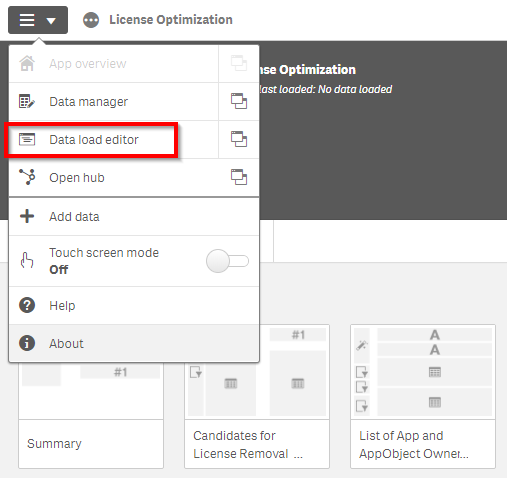 License Optimization
App overview
nse Optimization
last loaded: No data loaded
Data manager
Data load editor
Open hub
Add data
Touch screen mode
Off
Help
About
#1
#1
A
A
Summary
Candidates for
License Removal ...
List of App and
AppObject Owner...